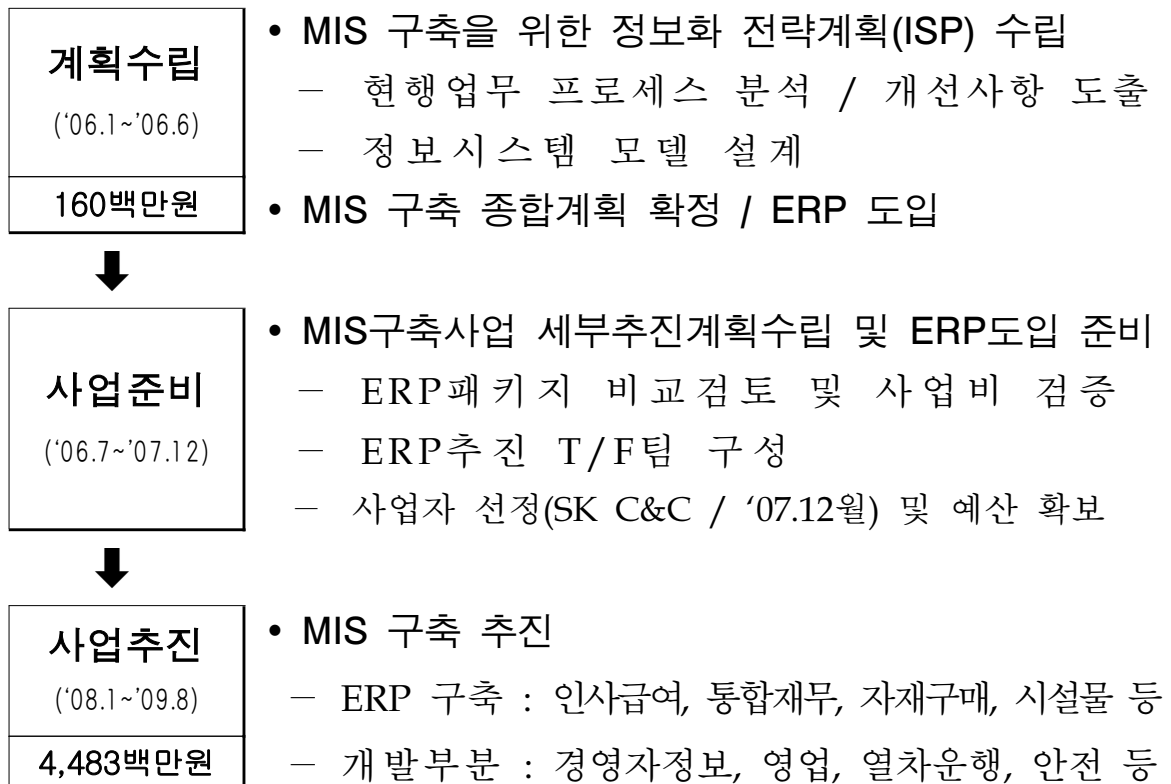 계획수립
('06.1~'06.6)
160백만원
• MIS 구축을 위한 정보화 전략계획(ISP) 수립
– 현행업무 프로세스 분석 / 개선사항 도출
– 정보시스템 모델 설계
• MIS 구축 종합계획 확정 / ERP 도입
사업준비
('06.7~'07.12)
• MIS구축사업 세부추진계획수립 및 ERP도입 준비
– ERP패키지 비교검토 및 사업비 검증
– ERP추진 T/F팀 구성
– 사업자 선정(SK C&C / '07.12월) 및 예산 확보
사업추진
('08.1~'09.8)
4,483백만원
• MIS 구축 추진
– ERP 구축 : 인사급여, 통합재무, 자재구매, 시설물 등
– 개발부분 : 경영자정보, 영업, 열차운행, 안전 등